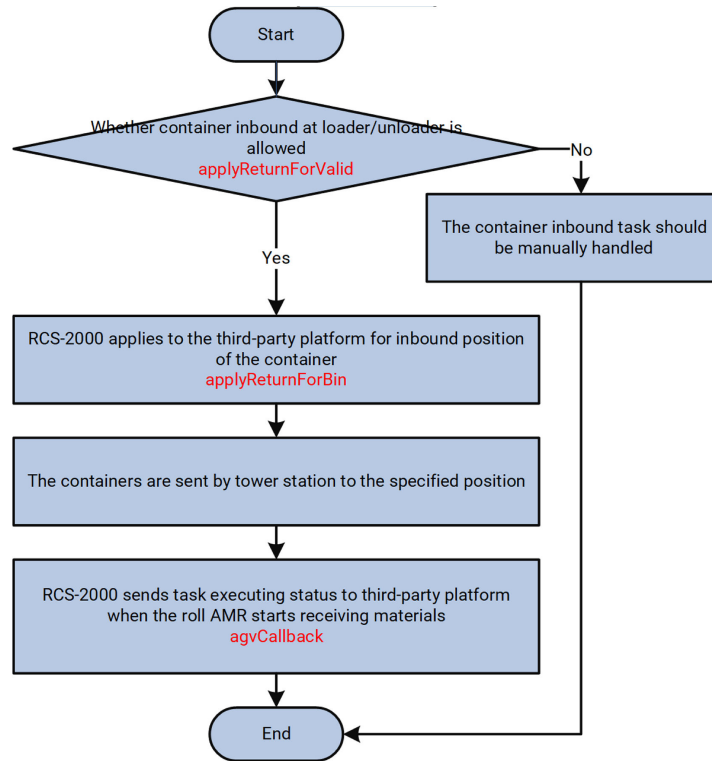 Start
Whether container inbound at loader/unloader is
allowed
applyReturnForValid
No
The container inbound task should
be manually handled
Yes
RCS-2000 applies to the third-party platform for inbound position
of the container
applyReturnForBin
The containers are sent by tower station to the specified position
RCS-2000 sends task executing status to third-party platform
when the roll AMR starts receiving materials
agvCallback
End